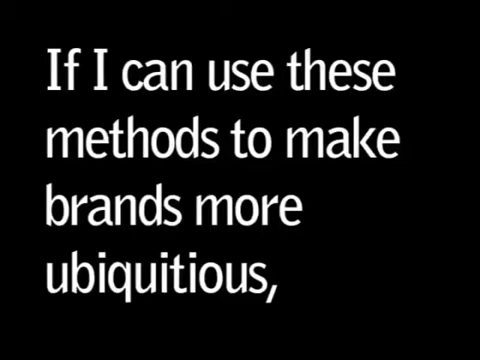 If I can use these
methods to make
brands more
ubiquitious,